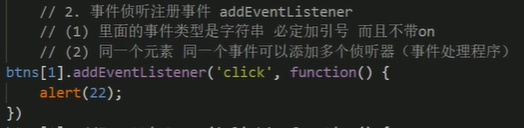 // 2. 事件侦听注册事件 addEventListener
// (1) 里面的事件类型是字符串 必定加引号 而且不带on
// (2) 同一个元素 同一个事件可以添加多个侦听器（事件处理程序）
btns[1].addEventListener('click', function() {
alert(22);
})